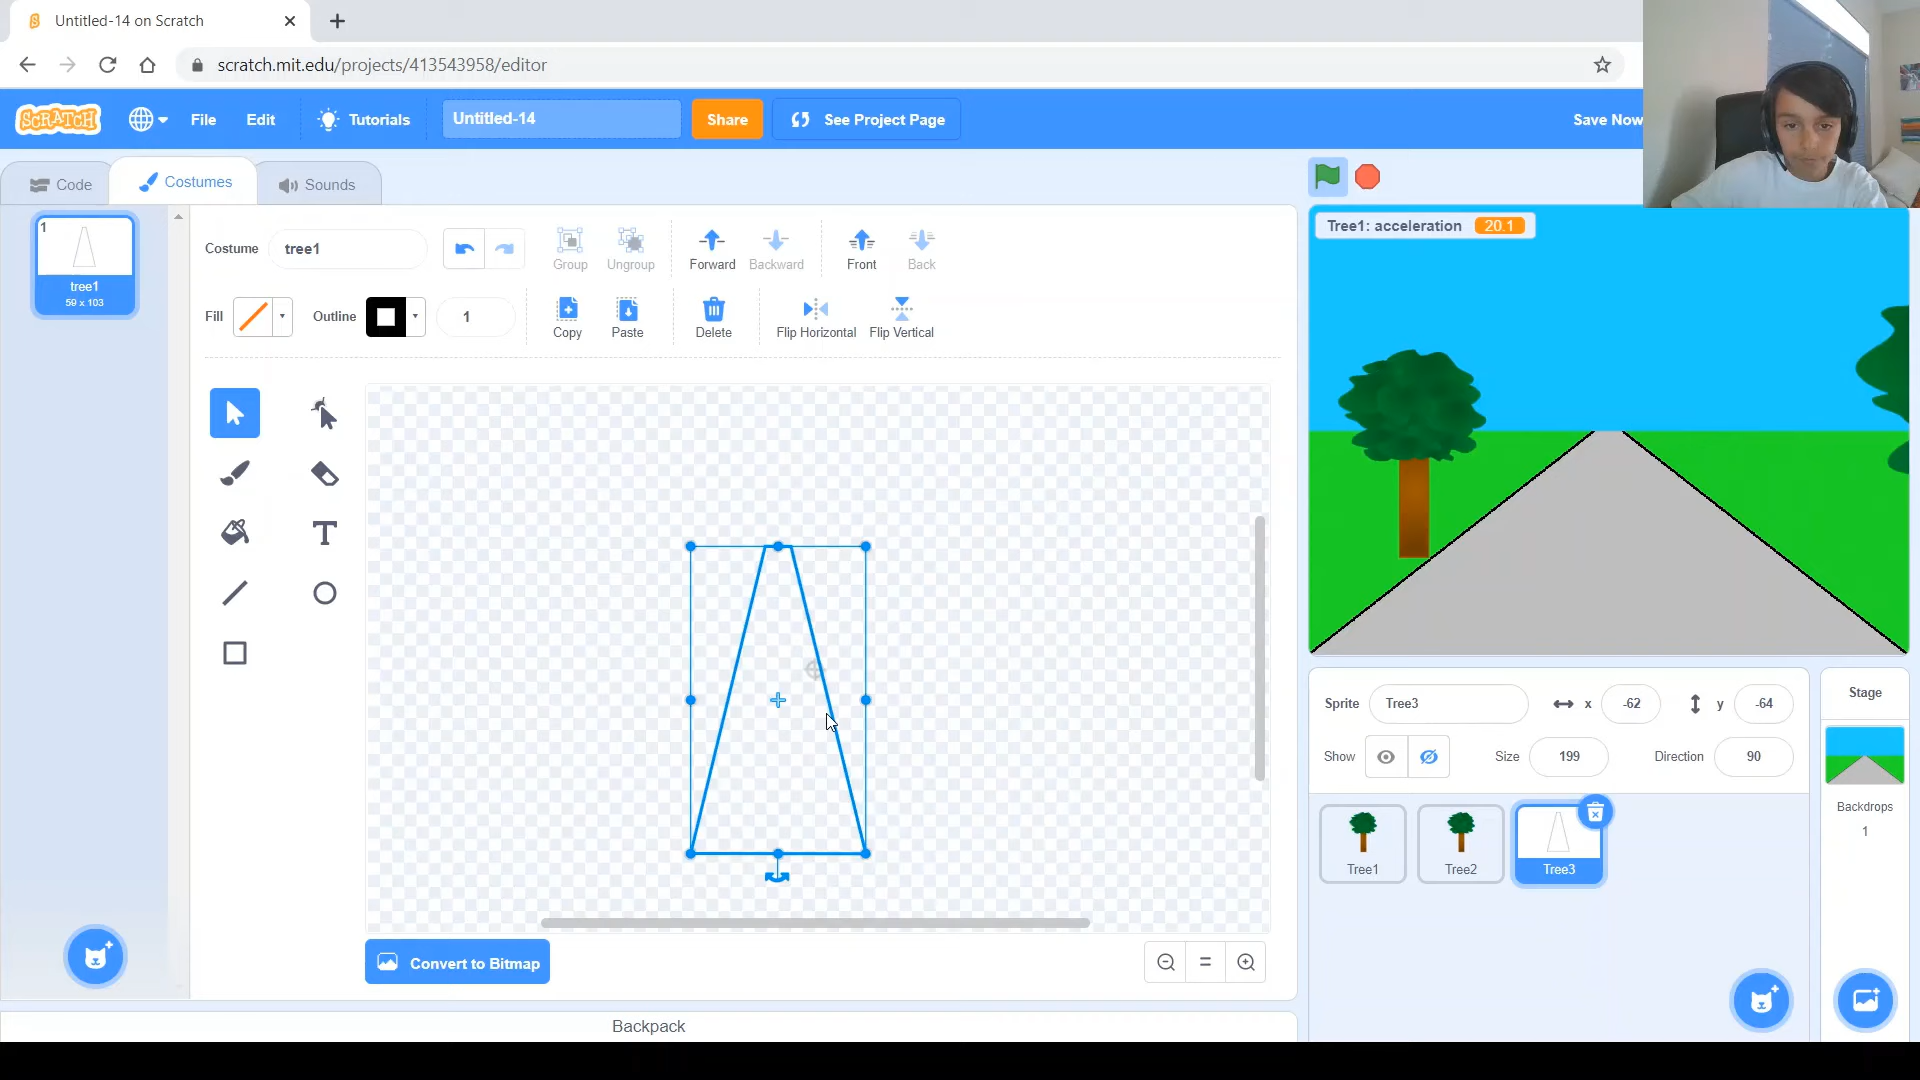 Untitled-14 on Scratch
scratch.mit.edu/projects/413543958/editor
SCRATCH
File
Edit
Tutorials
Untitled-14
Share
See Project Page
Save Now
Code
Costumes
Sounds
1
tree1
59 x 103
Costume
tree1
Group
Ungroup
Forward
Backward
Front
Back
Fill
Outline
1
Copy
Paste
Delete
Flip Horizontal
Flip Vertical
T
Convert to Bitmap
Backpack
Tree1: acceleration 20.1
Sprite
Tree3
x
-62
y
-64
Show
Size
199
Direction
90
Tree1
Tree2
Tree3
Stage
Backdrops
1